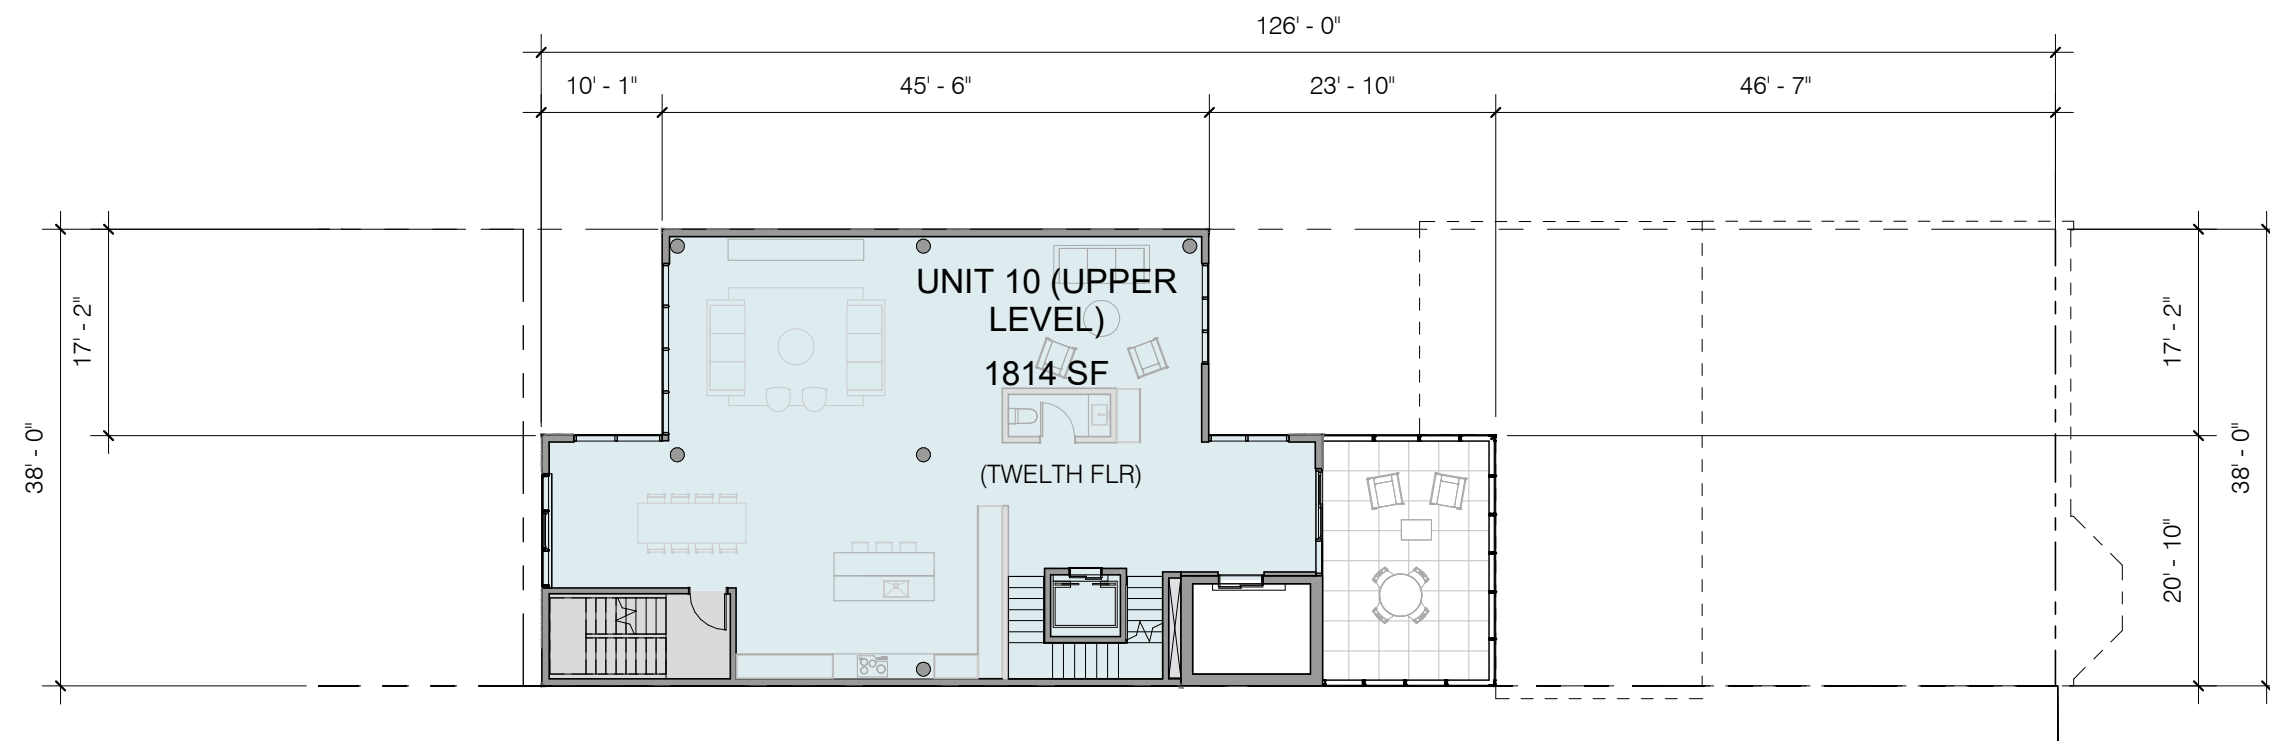 126' - 0"
10' - 1"
45' - 6"
23' - 10"
46' - 7"
UNIT 10 (UPPER
LEVEL)
1814 SF
(TWELTH FLR)
17' - 2"
38' - 0"
17' - 2"
38' - 0"
20' - 10"